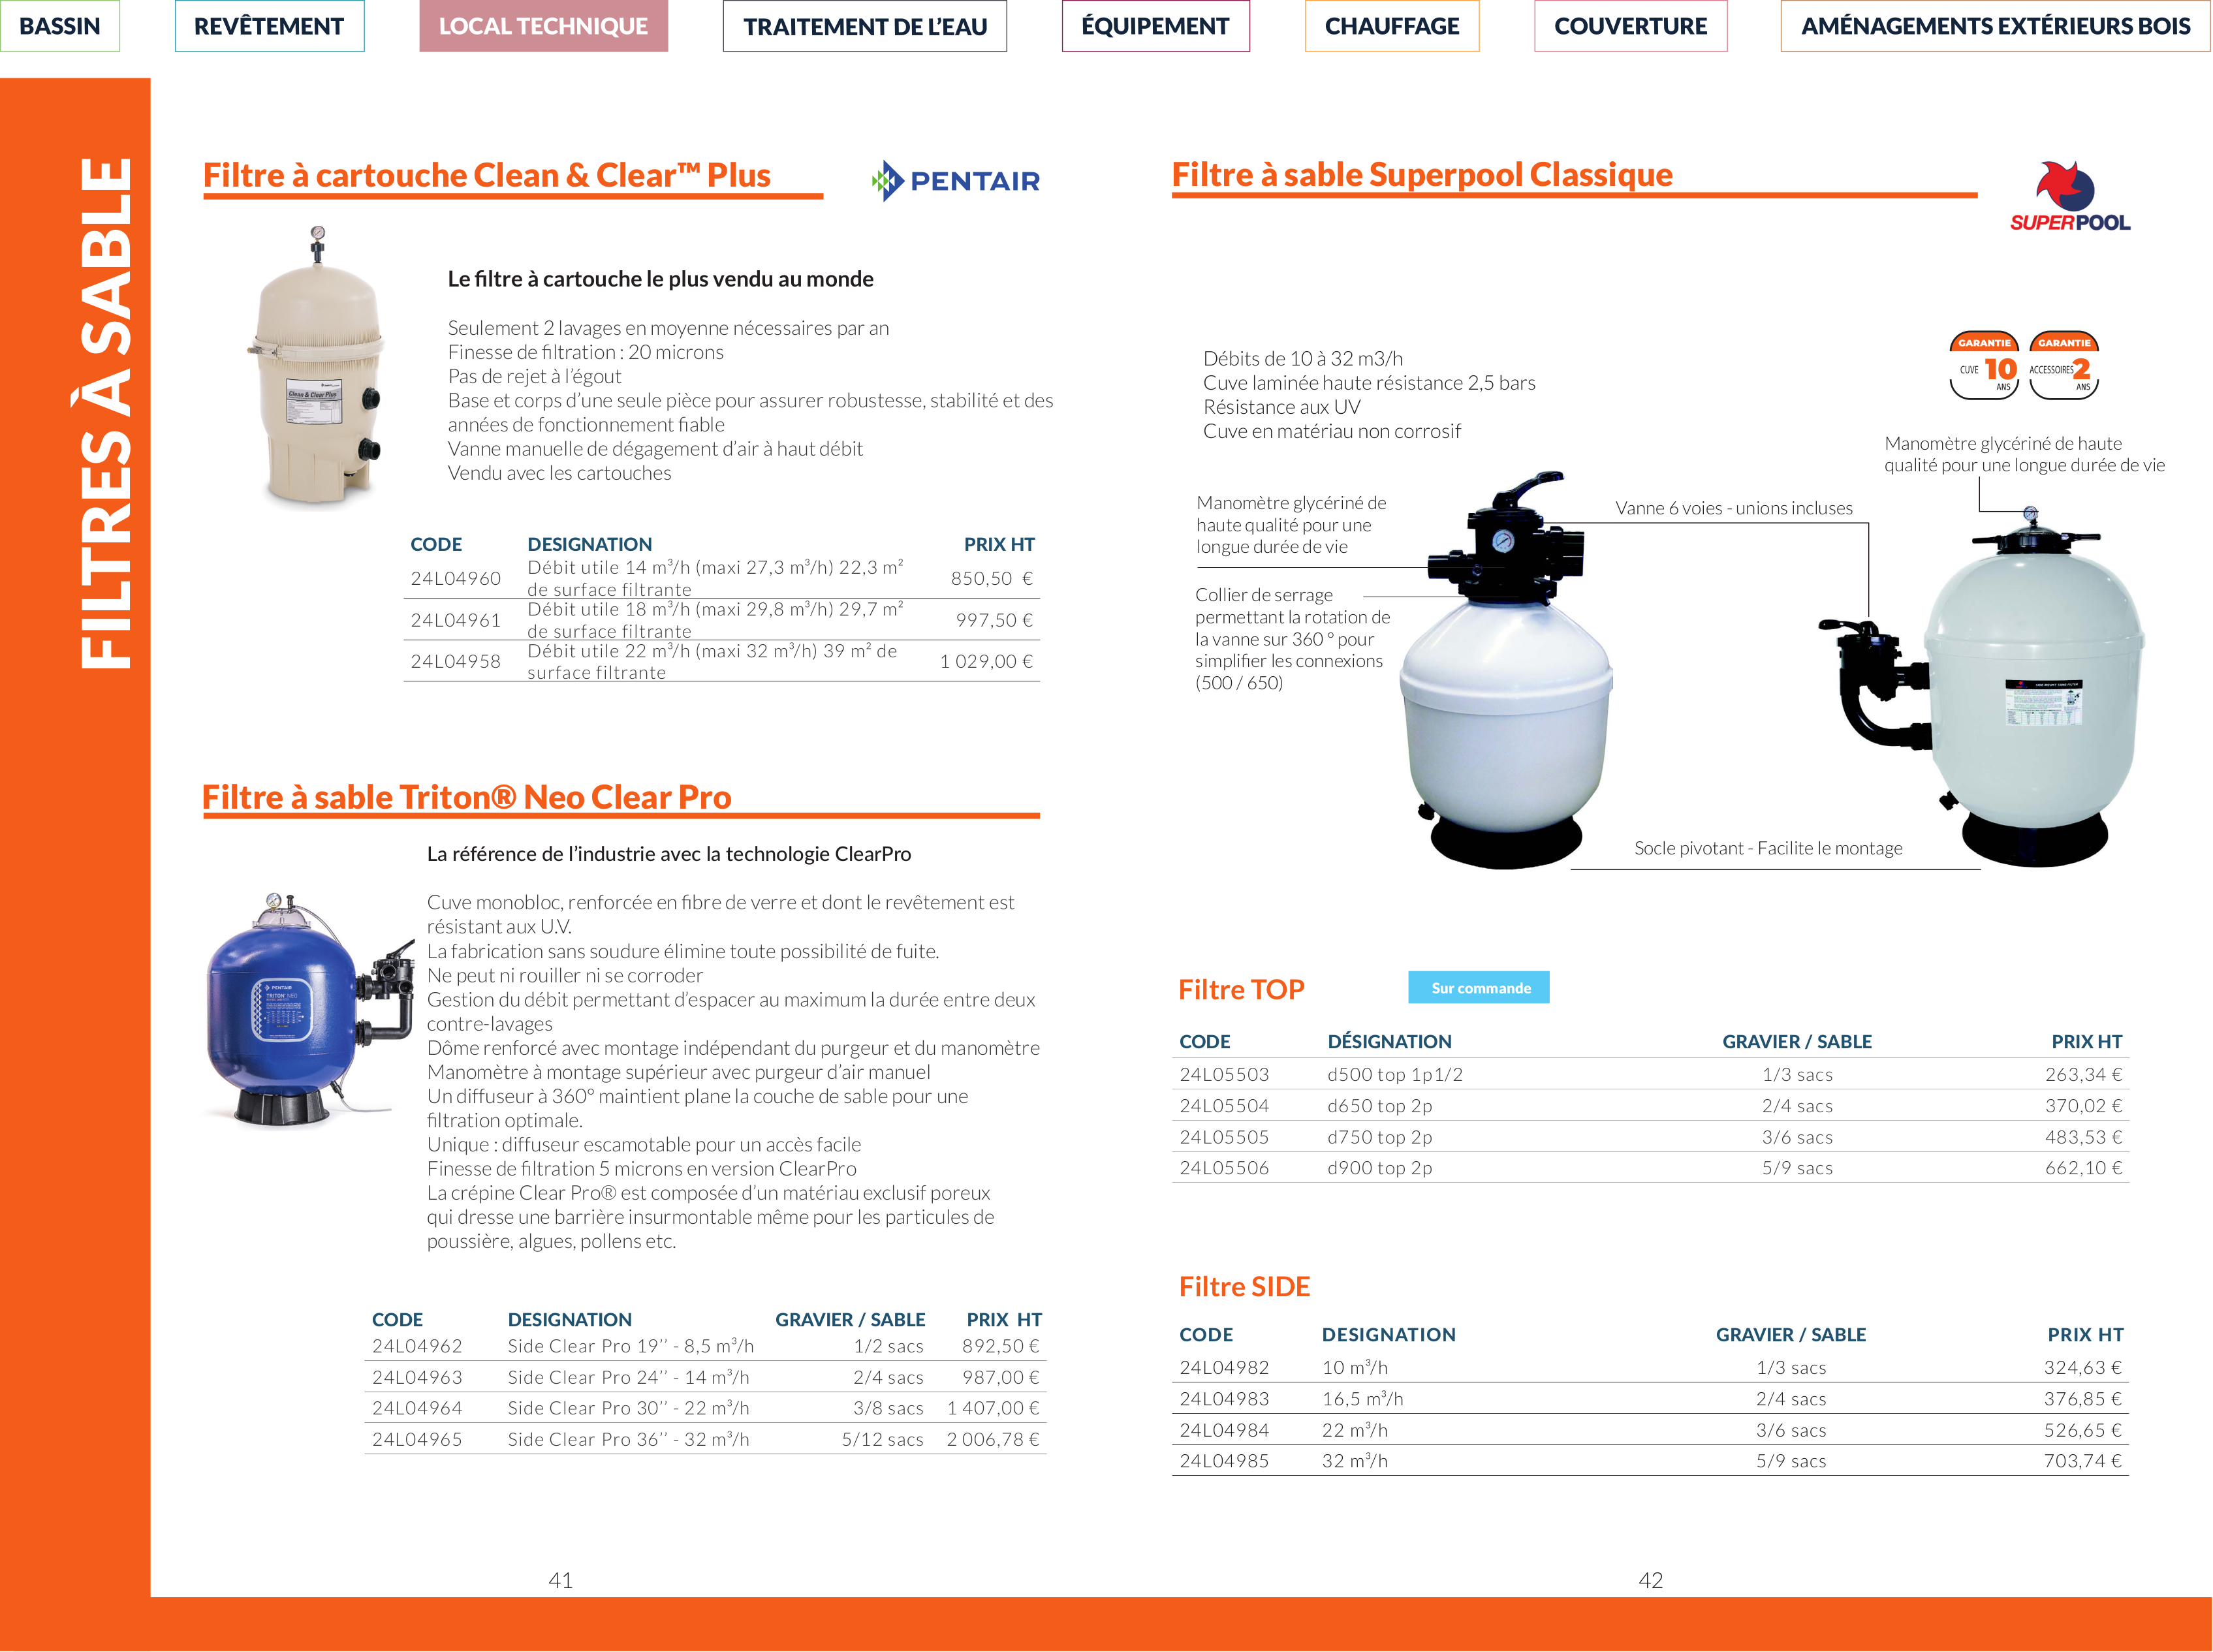 BASSIN
REVÊTEMENT
LOCAL TECHNIQUE
TRAITEMENT DE L'EAU
ÉQUIPEMENT
CHAUFFAGE
COUVERTURE
AMÉNAGEMENTS EXTÉRIEURS BOIS
FILTRES À SABLE
Filtre à cartouche Clean & Clear™ Plus
PENTAIR
Clean & Clear Plus
Le filtre à cartouche le plus vendu au monde
Seulement 2 lavages en moyenne nécessaires par an
Finesse de filtration : 20 microns
Pas de rejet à l'égout
Base et corps d'une seule pièce pour assurer robustesse, stabilité et des
années de fonctionnement fiable
Vanne manuelle de dégagement d'air à haut débit
Vendu avec les cartouches
CODE DESIGNATION PRIX HT
24L04960 Débit utile 14 m³/h (maxi 27,3 m³/h) 22,3 m² 850,50 €
de surface filtrante
24L04961 Débit utile 18 m³/h (maxi 29,8 m³/h) 29,7 m² 997,50 €
de surface filtrante
24L04958 Débit utile 22 m³/h (maxi 32 m³/h) 39 m² de 1 029,00 €
surface filtrante
Filtre à sable Triton® Neo Clear Pro
PENTAIR
TRITON NEO
La référence de l'industrie avec la technologie ClearPro
Cuve monobloc, renforcée en fibre de verre et dont le revêtement est
résistant aux U.V.
La fabrication sans soudure élimine toute possibilité de fuite.
Ne peut ni rouiller ni se corroder
Gestion du débit permettant d'espacer au maximum la durée entre deux
contre-lavages
Dôme renforcé avec montage indépendant du purgeur et du manomètre
Manomètre à montage supérieur avec purgeur d'air manuel
Un diffuseur à 360° maintient plane la couche de sable pour une
filtration optimale.
Unique : diffuseur escamotable pour un accès facile
Finesse de filtration 5 microns en version ClearPro
La crépine Clear Pro® est composée d'un matériau exclusif poreux
qui dresse une barrière insurmontable même pour les particules de
poussière, algues, pollens etc.
CODE DESIGNATION GRAVIER / SABLE PRIX HT
24L04962 Side Clear Pro 19'' - 8,5 m³/h 1/2 sacs 892,50 €
24L04963 Side Clear Pro 24'' - 14 m³/h 2/4 sacs 987,00 €
24L04964 Side Clear Pro 30'' - 22 m³/h 3/8 sacs 1 407,00 €
24L04965 Side Clear Pro 36'' - 32 m³/h 5/12 sacs 2 006,78 €
41
Filtre à sable Superpool Classique
SUPERPOOL
Débits de 10 à 32 m3/h
Cuve laminée haute résistance 2,5 bars
Résistance aux UV
Cuve en matériau non corrosif
GARANTIE
CUVE 10 ANS
GARANTIE
ACCESSOIRES 2 ANS
Manomètre glycériné de haute
qualité pour une longue durée de vie
Manomètre glycériné de
haute qualité pour une
longue durée de vie
Vanne 6 voies - unions incluses
Collier de serrage
permettant la rotation de
la vanne sur 360 ° pour
simplifier les connexions
(500 / 650)
Socle pivotant - Facilite le montage
Filtre TOP
Sur commande
CODE DÉSIGNATION GRAVIER / SABLE PRIX HT
24L05503 d500 top 1p1/2 1/3 sacs 263,34 €
24L05504 d650 top 2p 2/4 sacs 370,02 €
24L05505 d750 top 2p 3/6 sacs 483,53 €
24L05506 d900 top 2p 5/9 sacs 662,10 €
Filtre SIDE
CODE DESIGNATION GRAVIER / SABLE PRIX HT
24L04982 10 m³/h 1/3 sacs 324,63 €
24L04983 16,5 m³/h 2/4 sacs 376,85 €
24L04984 22 m³/h 3/6 sacs 526,65 €
24L04985 32 m³/h 5/9 sacs 703,74 €
42